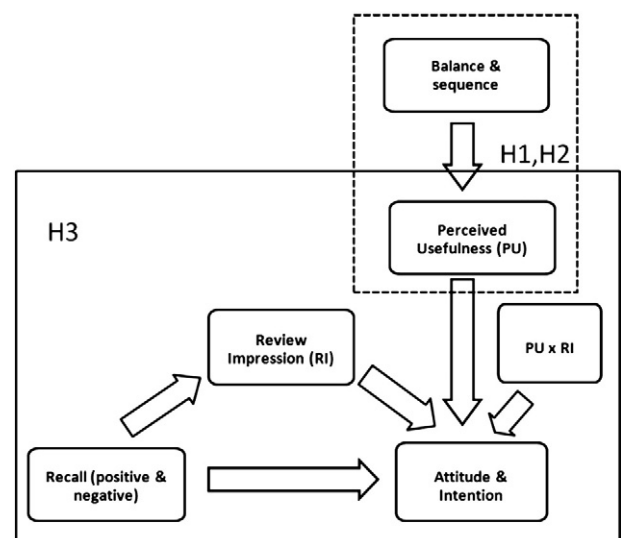 Balance &
sequence
H1,H2
H3
Perceived
Usefulness (PU)
Review
Impression (RI)
PU x RI
Recall (positive &
negative)
Attitude &
Intention